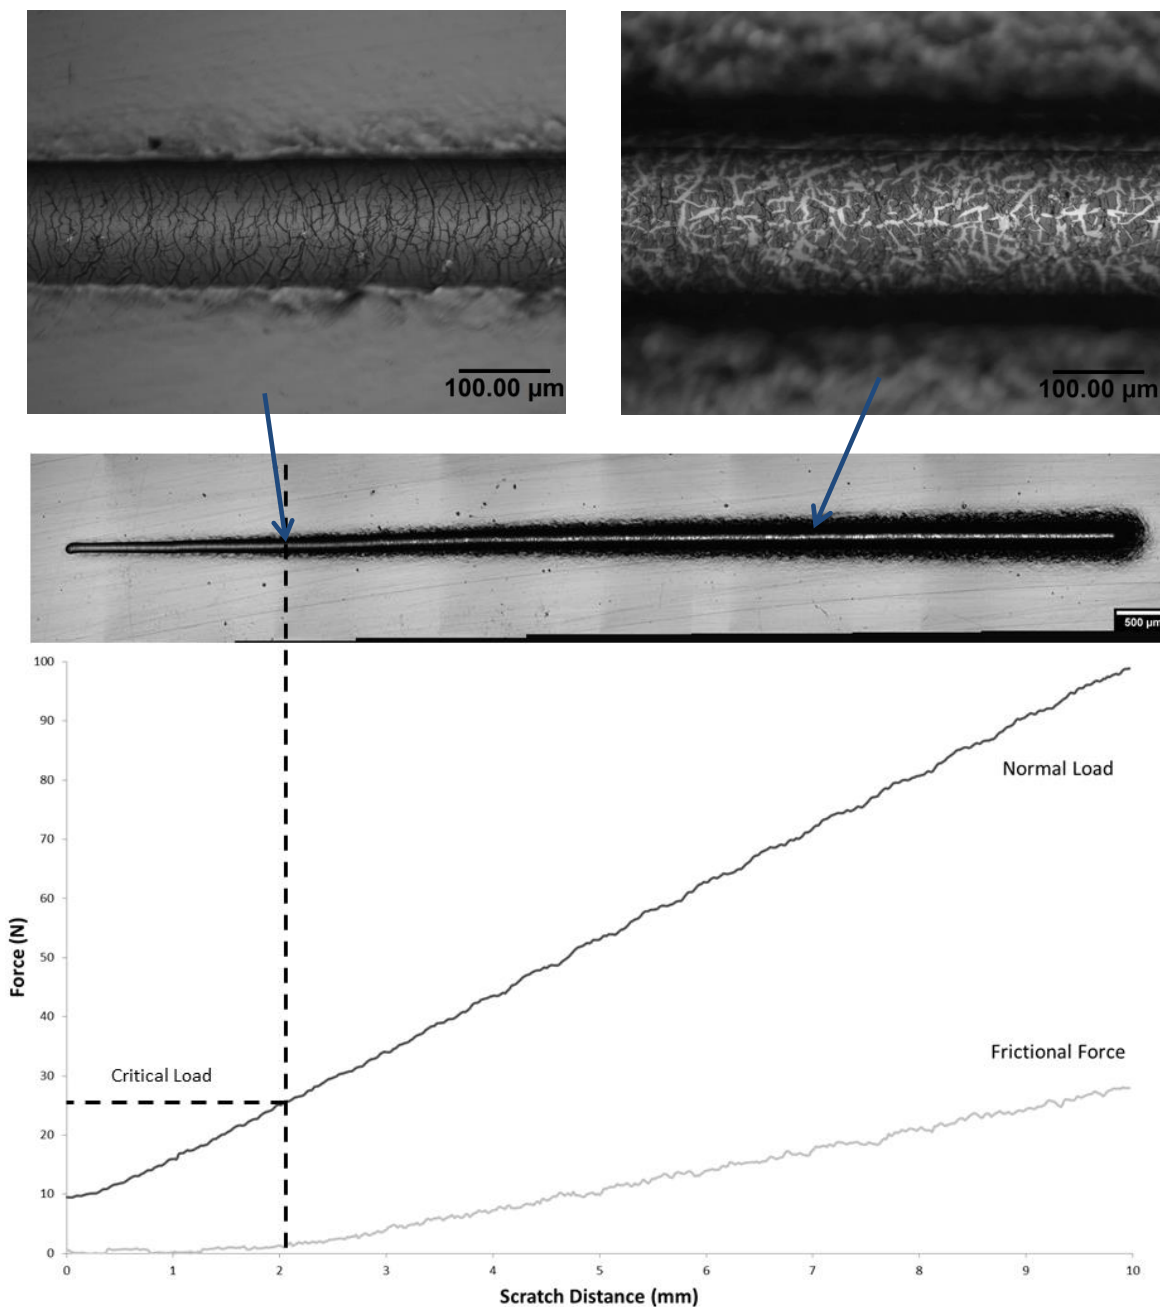 100.00 µm
100.00 µm
500 µm
100
90
80
70
60
50
40
30
20
10
0
Force (N)
Normal Load
Frictional Force
Critical Load
0 1 2 3 4 5 6 7 8 9 10
Scratch Distance (mm)